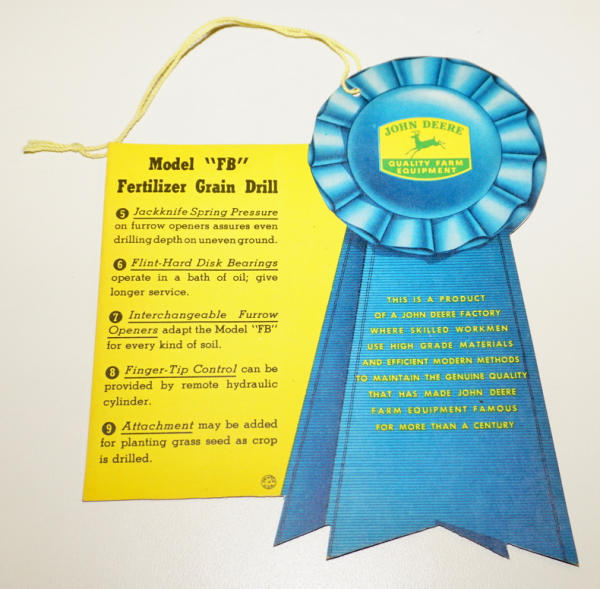 Model "FB"
Fertilizer Grain Drill
5 Jackknife Spring Pressure
on furrow openers assures even
drilling depth on uneven ground.
6 Flint-Hard Disk Bearings
operate in a bath of oil; give
longer service.
7 Interchangeable Furrow
Openers adapt the Model "FB"
for every kind of soil.
8 Finger-Tip Control can be
provided by remote hydraulic
cylinder.
9 Attachment may be added
for planting grass seed as crop
is drilled.
JOHN DEERE
QUALITY FARM
EQUIPMENT
THIS IS A PRODUCT
OF A JOHN DEERE FACTORY
WHERE SKILLED WORKMEN
USE HIGH GRADE MATERIALS
AND EFFICIENT MODERN METHODS
TO MAINTAIN THE GENUINE QUALITY
THAT HAS MADE JOHN DEERE
FARM EQUIPMENT FAMOUS
FOR MORE THAN A CENTURY